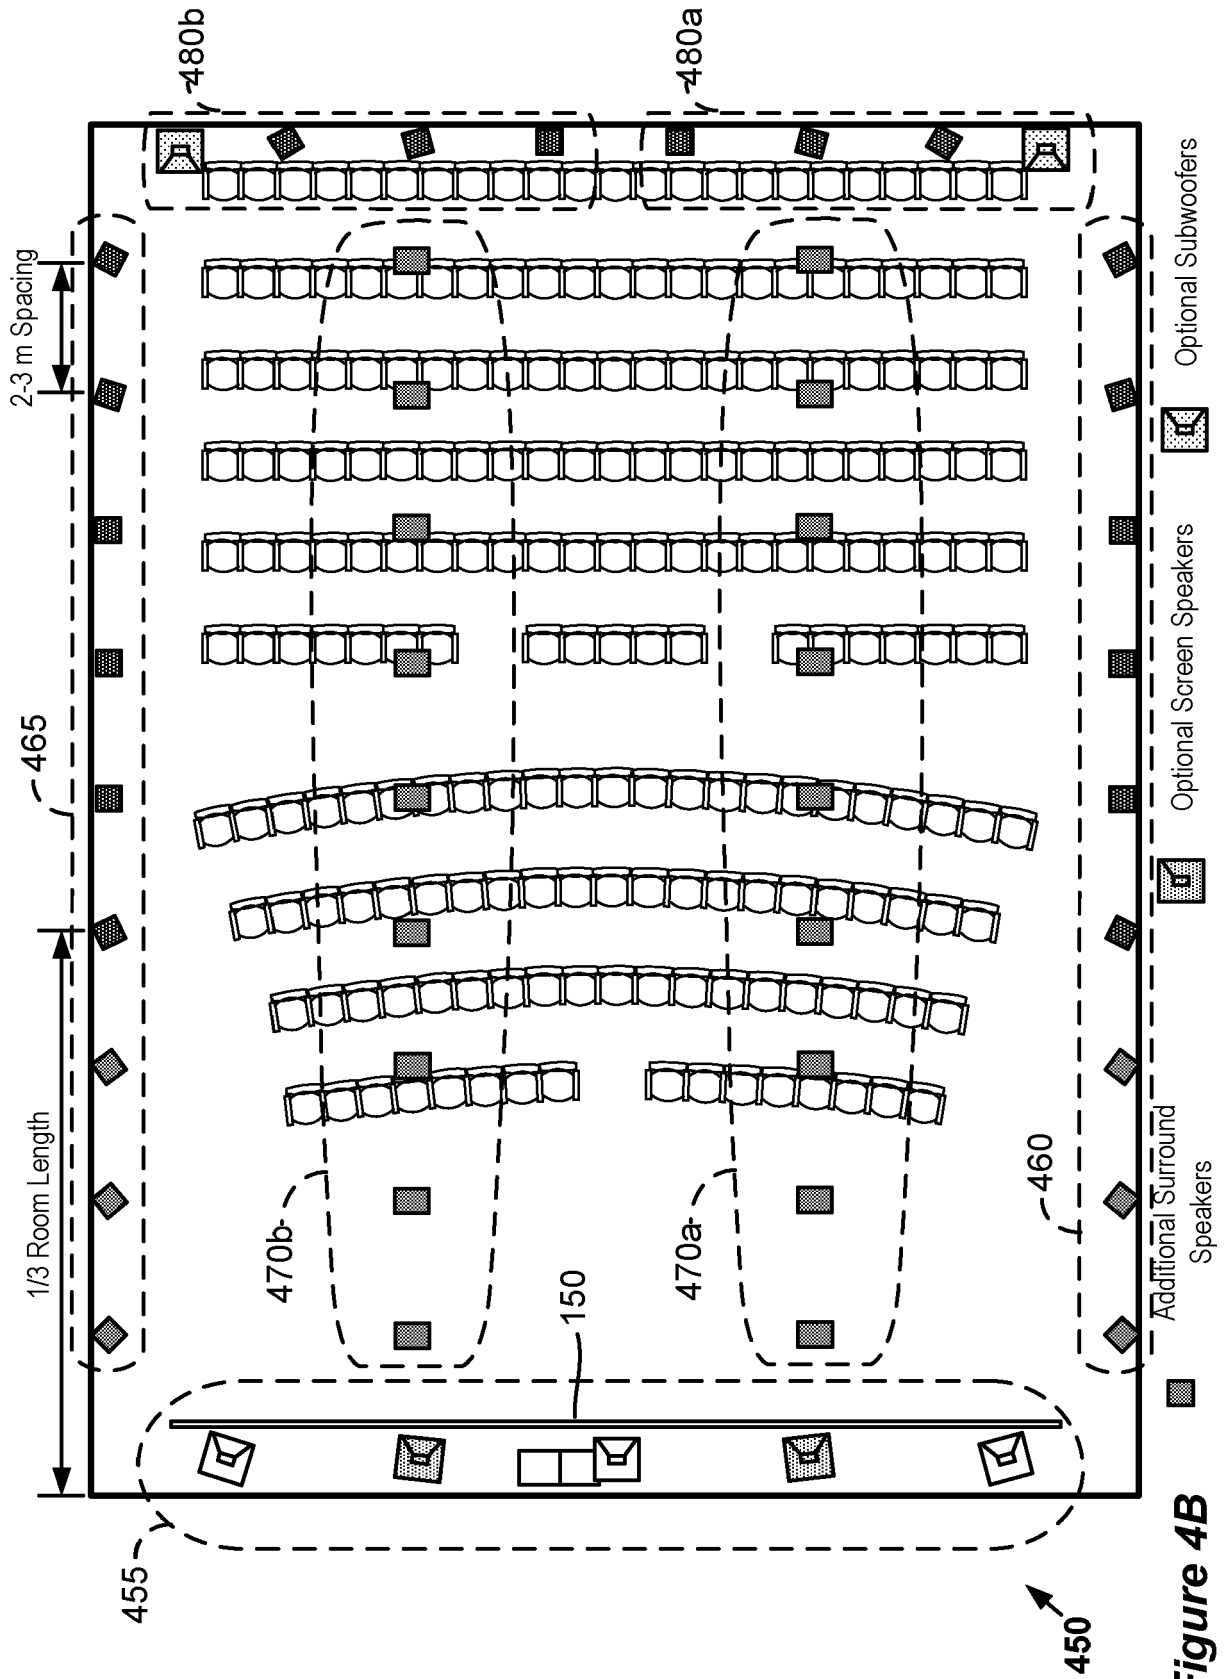 1/3 Room Length
465
2-3 m Spacing
455
480b
470b
150
470a
480a
460
450
Additional Surround
Speakers
Optional Screen Speakers
Optional Subwoofers
Figure 4B